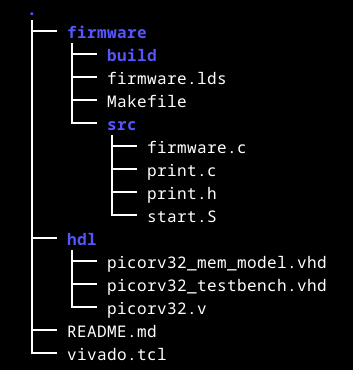 .
firmware
build
firmware.lds
Makefile
src
firmware.c
print.c
print.h
start.S
hdl
picorv32_mem_model.vhd
picorv32_testbench.vhd
picorv32.v
README.md
vivado.tcl